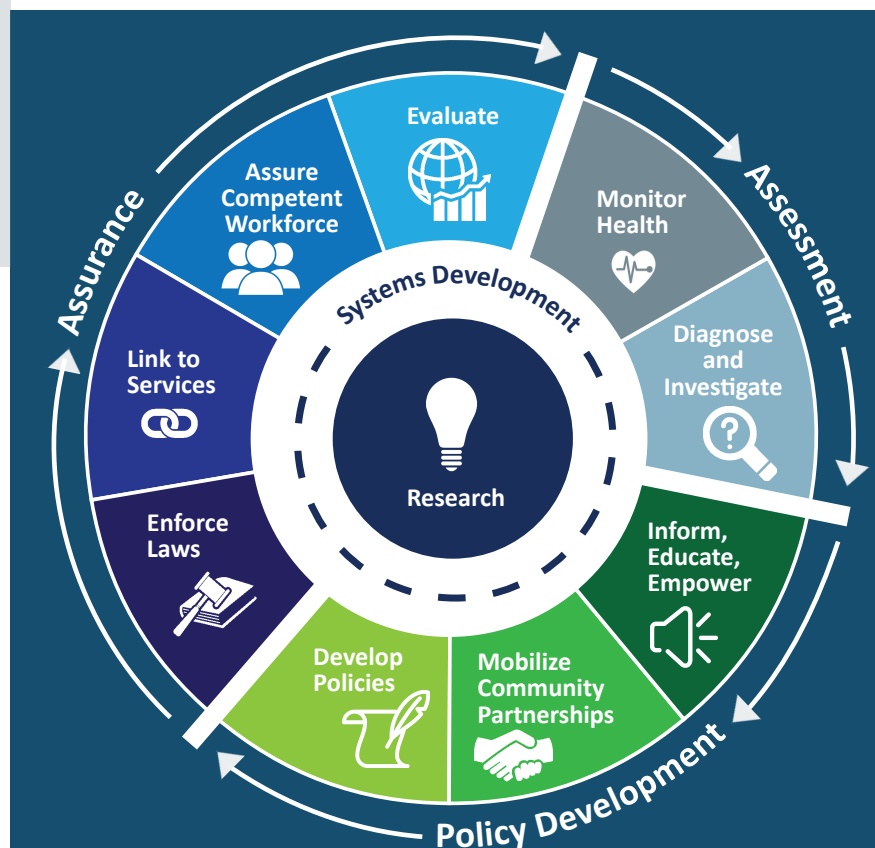 Evaluate
Monitor
Health
Diagnose
and
Investigate
Inform,
Educate,
Empower
Mobilize
Community
Partnerships
Develop
Policies
Enforce
Laws
Link to
Services
Assure
Competent
Workforce
Assessment
Policy Development
Assurance
Systems Development
?
Research